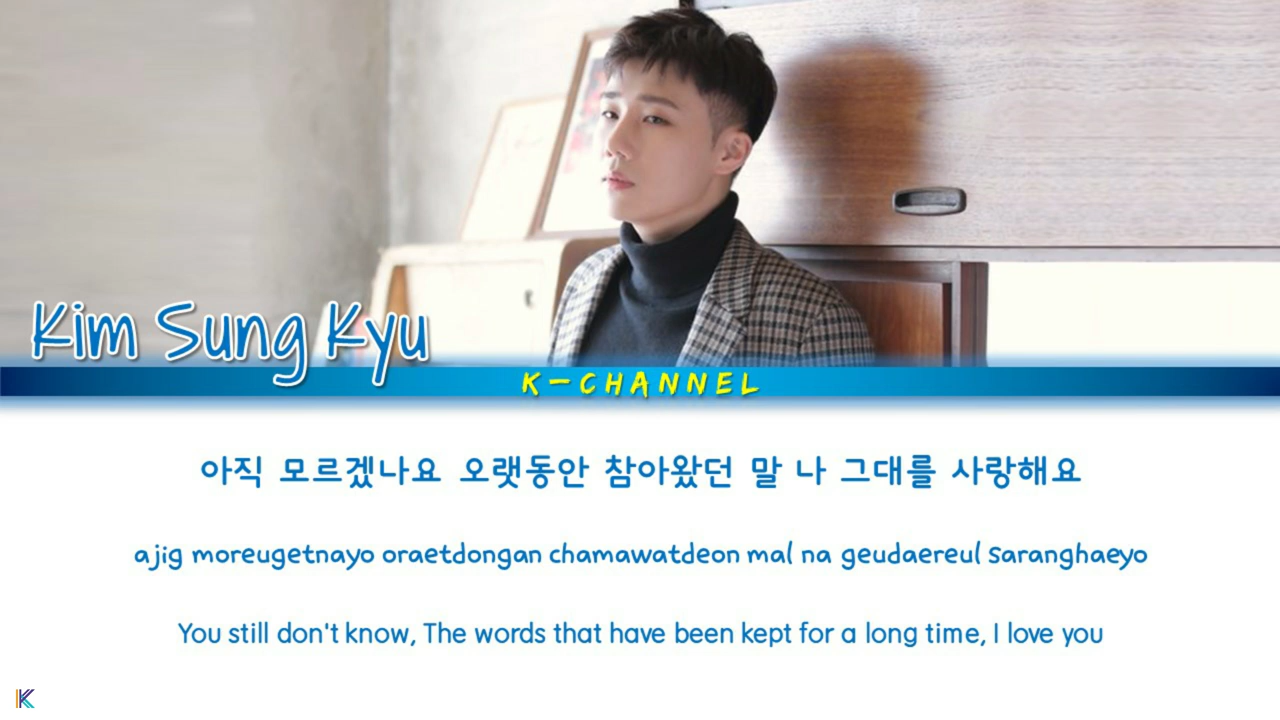 Kim Sung Kyu
K-CHANNEL
아직 모르겠나요 오랫동안 참아왔던 말 나 그대를 사랑해요
ajig moreugetnayo oraetdongan chamawatdeon mal na geudaereul saranghaeyo
You still don't know, The words that have been kept for a long time, I love you
K